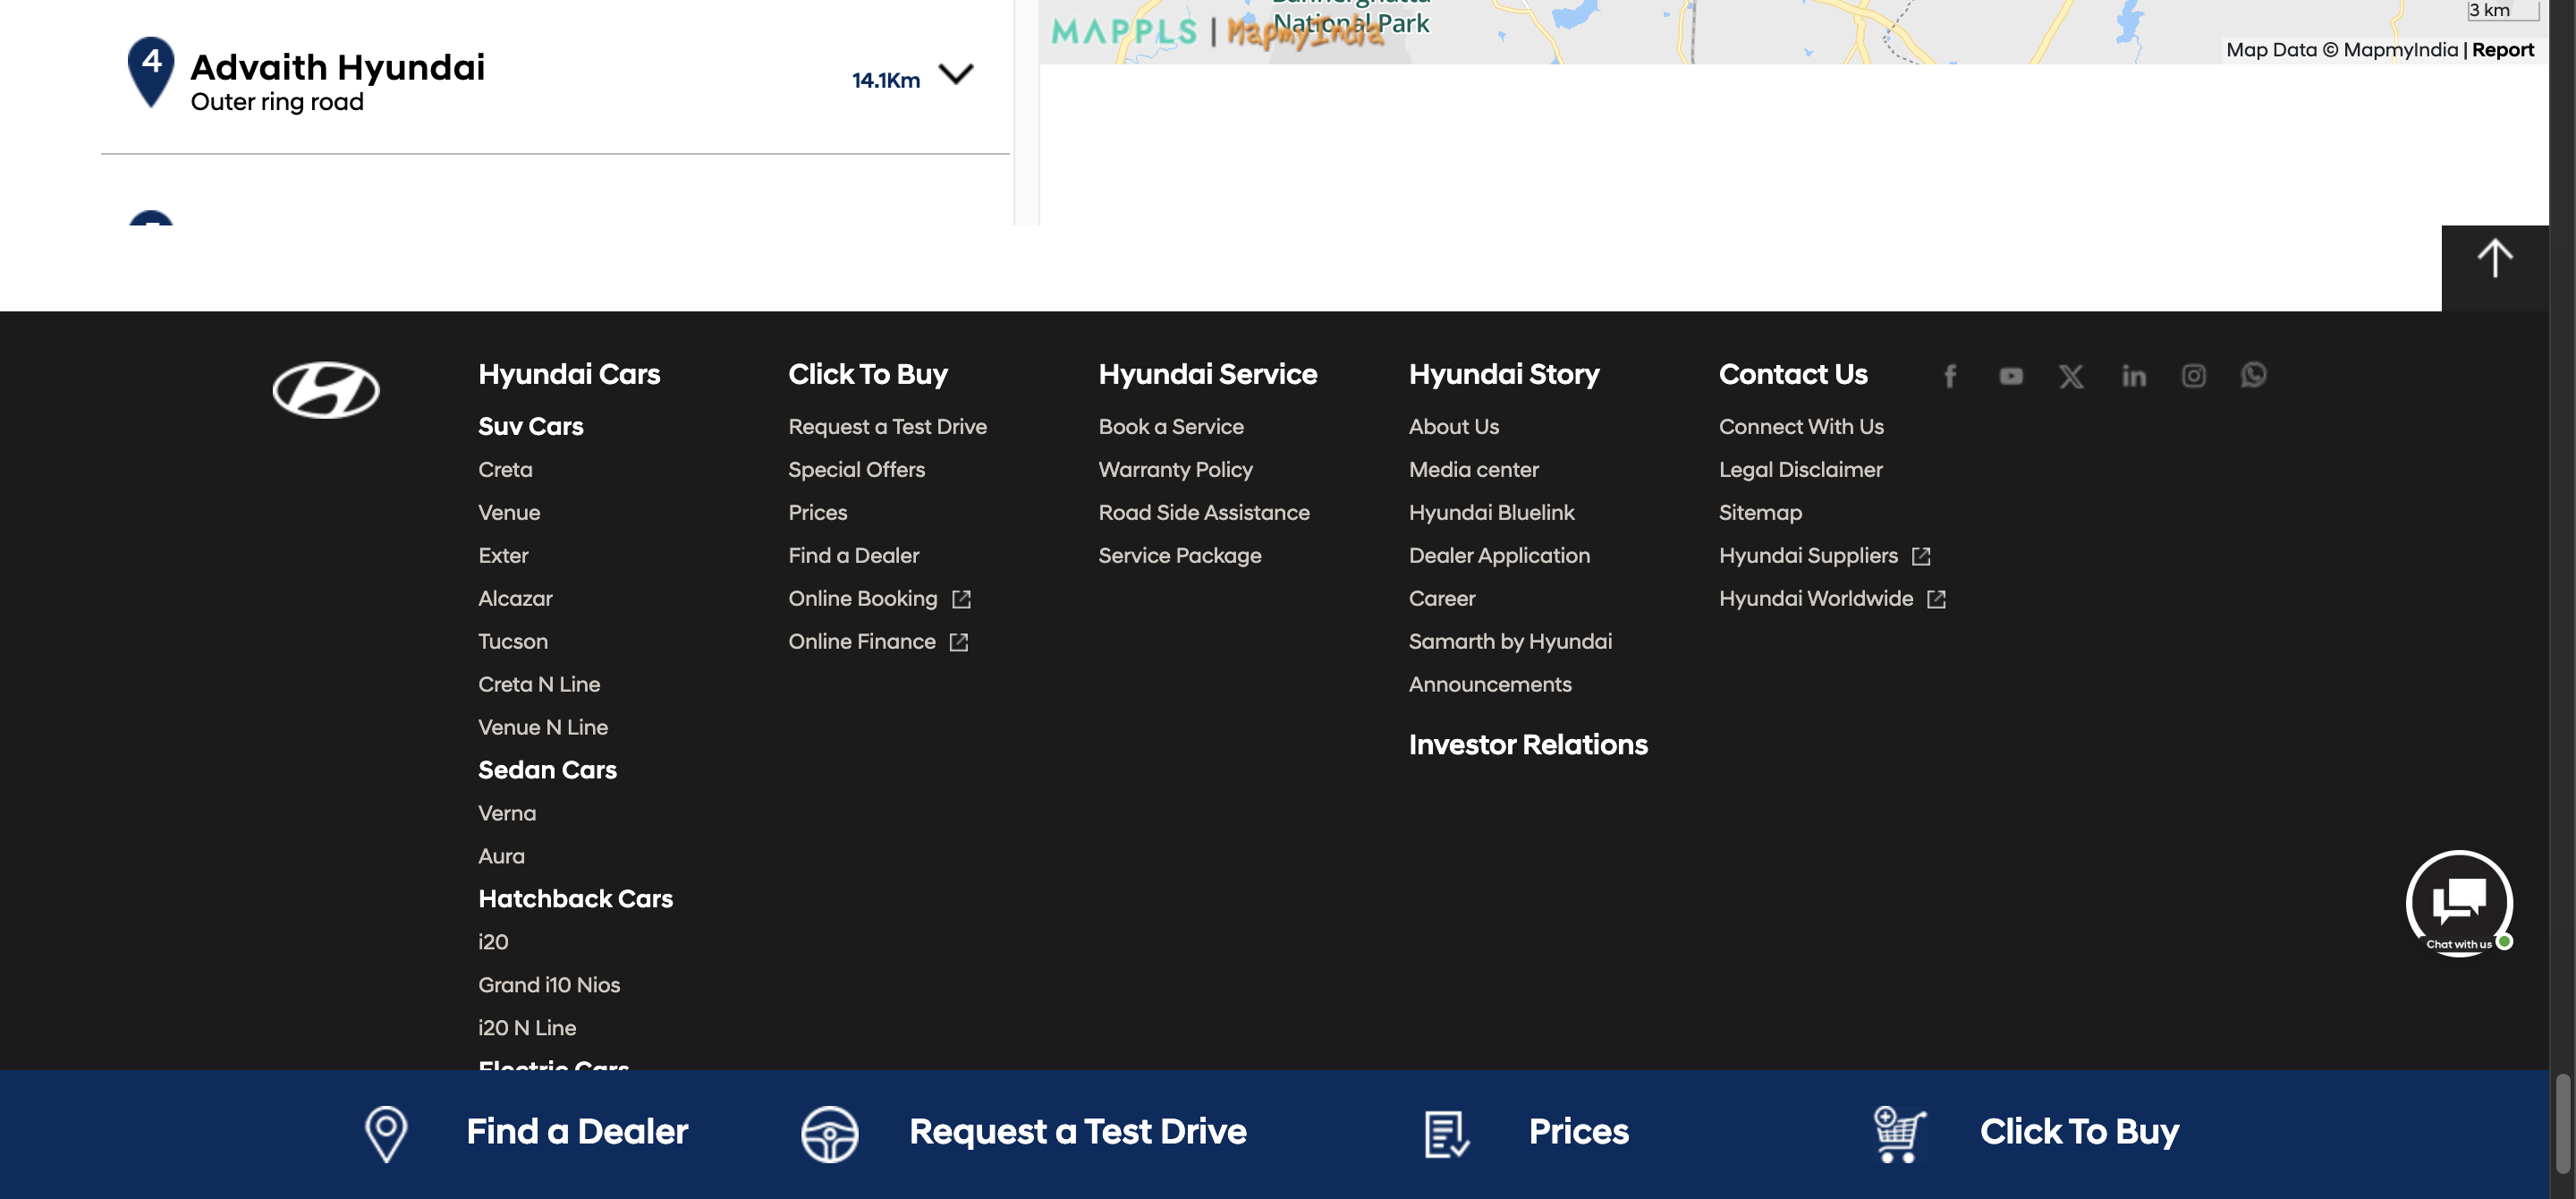 4
Advaith Hyundai
Outer ring road
14.1Km
National Park
MAPPLS | MapmyIndia
3 km
Map Data © MapmyIndia | Report
Hyundai Cars
Suv Cars
Creta
Venue
Exter
Alcazar
Tucson
Creta N Line
Venue N Line
Sedan Cars
Verna
Aura
Hatchback Cars
i20
Grand i10 Nios
i20 N Line
Electric Cars
Click To Buy
Request a Test Drive
Special Offers
Prices
Find a Dealer
Online Booking
Online Finance
Hyundai Service
Book a Service
Warranty Policy
Road Side Assistance
Service Package
Hyundai Story
About Us
Media center
Hyundai Bluelink
Dealer Application
Career
Samarth by Hyundai
Announcements
Investor Relations
Contact Us
Connect With Us
Legal Disclaimer
Sitemap
Hyundai Suppliers
Hyundai Worldwide
Chat with us
Find a Dealer
Request a Test Drive
Prices
Click To Buy